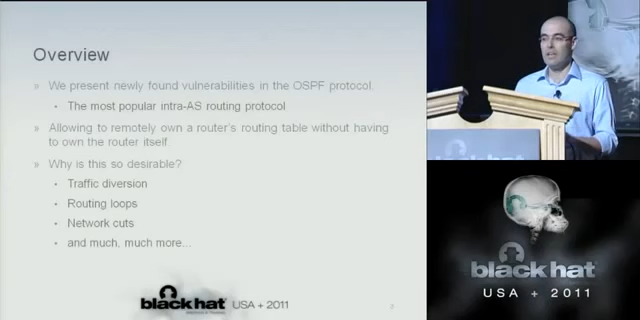 Overview
» We present newly found vulnerabilities in the OSPF protocol.
• The most popular intra-AS routing protocol
» Allowing to remotely own a router's routing table without having
to own the router itself
» Why is this so desirable?
• Traffic diversion
• Routing loops
• Network cuts
• and much, much more...
black hat USA + 2011
2
black hat
black hat
USA + 2011